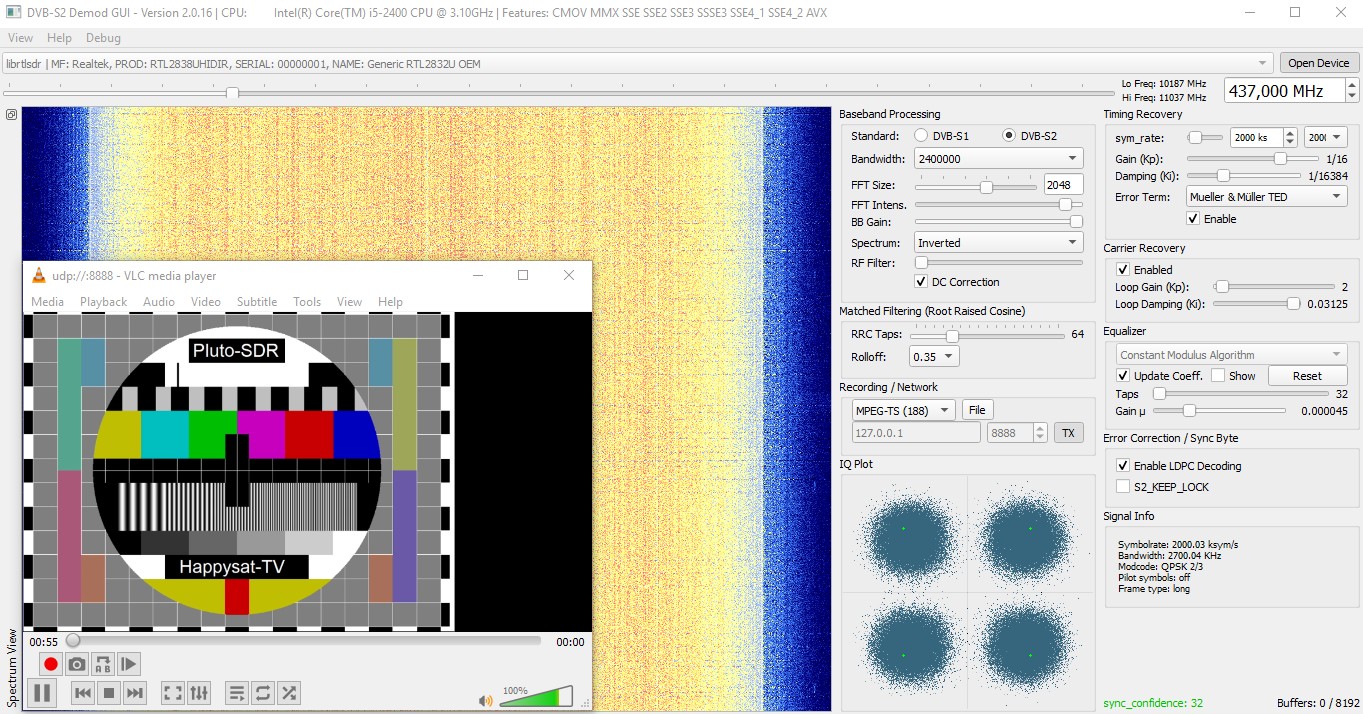 DVB-S2 Demod GUI - Version 2.0.16 | CPU: Intel(R) Core(TM) i5-2400 CPU @ 3.10GHz | Features: CMOV MMX SSE SSE2 SSE3 SSSE3 SSE4_1 SSE4_2 AVX
View Help Debug
librtlsdr | MF: Realtek, PROD: RTL2838UHIDIR, SERIAL: 00000001, NAME: Generic RTL2832U OEM
Open Device
Lo Freq: 10187 MHz
Hi Freq: 11037 MHz
437,000 MHz
Spectrum View
udp://:8888 - VLC media player
Media Playback Audio Video Subtitle Tools View Help
Pluto-SDR
Happysat-TV
00:55
00:00
A B
100%
Baseband Processing
Standard: DVB-S1 DVB-S2
Bandwidth: 2400000
FFT Size: 2048
FFT Intens.
BB Gain:
Spectrum: Inverted
RF Filter:
DC Correction
Matched Filtering (Root Raised Cosine)
RRC Taps: 64
Rolloff: 0.35
Recording / Network
MPEG-TS (188) File
127.0.0.1 8888 TX
IQ Plot
Timing Recovery
sym_rate: 2000 ks 200(
Gain (Kp): 1/16
Damping (Ki): 1/16384
Error Term: Mueller & Müller TED
Enable
Carrier Recovery
Enabled
Loop Gain (Kp): 2
Loop Damping (Ki): 0.03125
Equalizer
Constant Modulus Algorithm
Update Coeff. Show Reset
Taps 32
Gain µ 0.000045
Error Correction / Sync Byte
Enable LDPC Decoding
S2_KEEP_LOCK
Signal Info
Symbolrate: 2000.03 ksym/s
Bandwidth: 2700.04 KHz
Modcode: QPSK 2/3
Pilot symbols: off
Frame type: long
sync_confidence: 32
Buffers: 0 / 8192